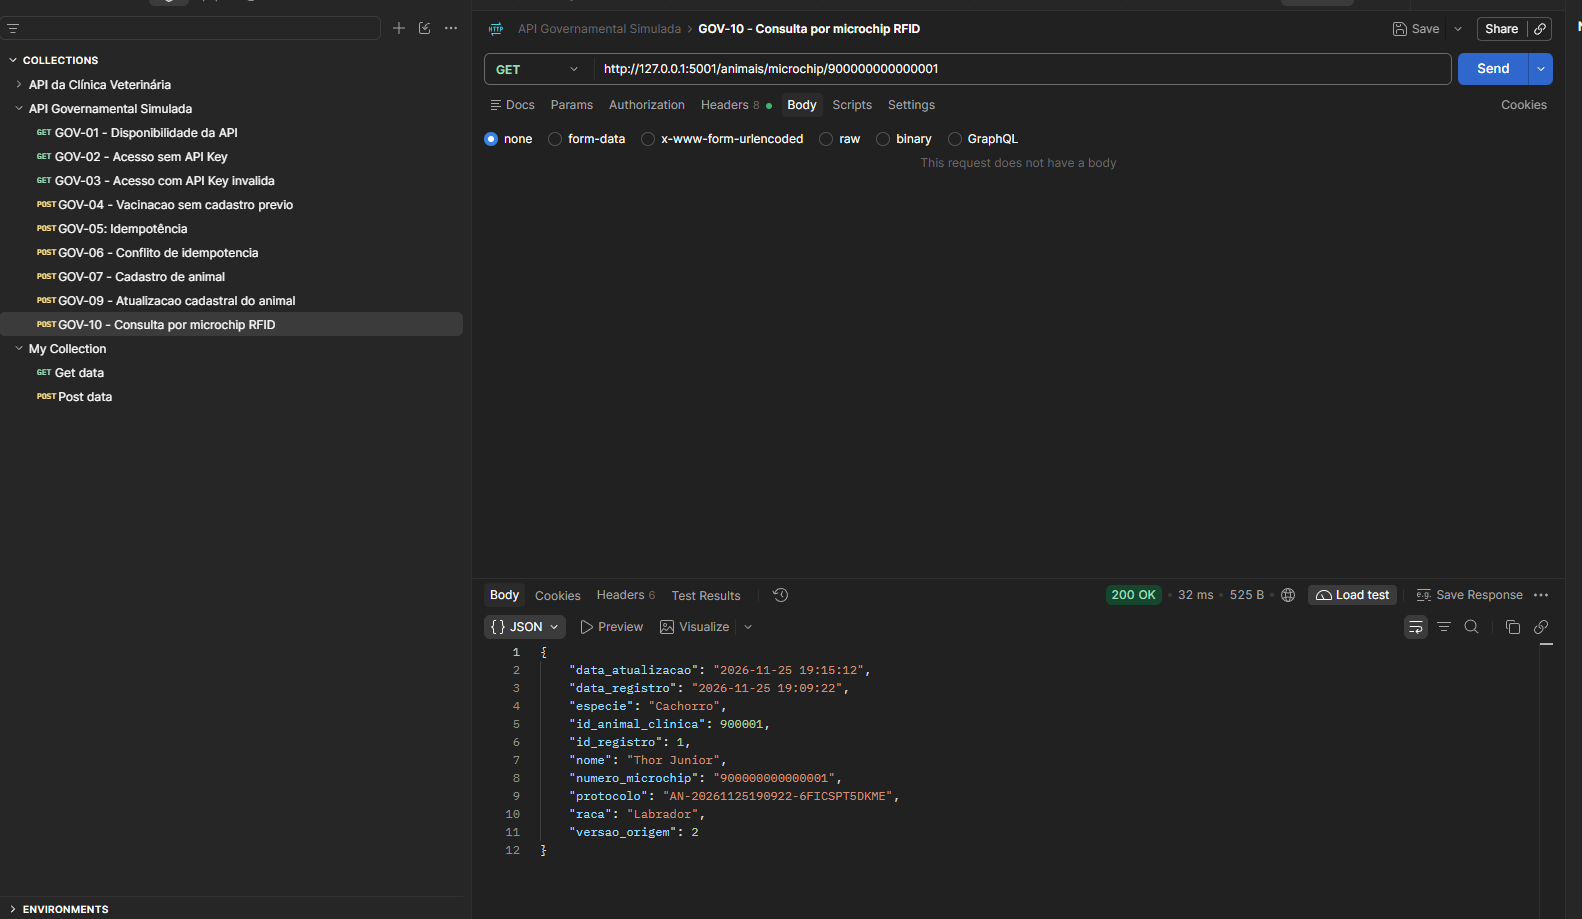 COLLECTIONS
API da Clínica Veterinária
API Governamental Simulada
GET GOV-01 - Disponibilidade da API
GET GOV-02 - Acesso sem API Key
GET GOV-03 - Acesso com API Key invalida
POST GOV-04 - Vacinacao sem cadastro previo
POST GOV-05: Idempotência
POST GOV-06 - Conflito de idempotencia
POST GOV-07 - Cadastro de animal
POST GOV-09 - Atualizacao cadastral do animal
POST GOV-10 - Consulta por microchip RFID
My Collection
GET Get data
POST Post data
ENVIRONMENTS
HTTP API Governamental Simulada > GOV-10 - Consulta por microchip RFID Save Share
GET http://127.0.0.1:5001/animais/microchip/900000000000001 Send
Docs Params Authorization Headers 8 Body Scripts Settings Cookies
none form-data x-www-form-urlencoded raw binary GraphQL
This request does not have a body
Body Cookies Headers 6 Test Results 200 OK 32 ms 525 B Load test e.g. Save Response
{} JSON Preview Visualize
1 {
2 "data_atualizacao": "2026-11-25 19:15:12",
3 "data_registro": "2026-11-25 19:09:22",
4 "especie": "Cachorro",
5 "id_animal_clinica": 900001,
6 "id_registro": 1,
7 "nome": "Thor Junior",
8 "numero_microchip": "900000000000001",
9 "protocolo": "AN-20261125190922-6FICSPT5DKME",
10 "raca": "Labrador",
11 "versao_origem": 2
12 }